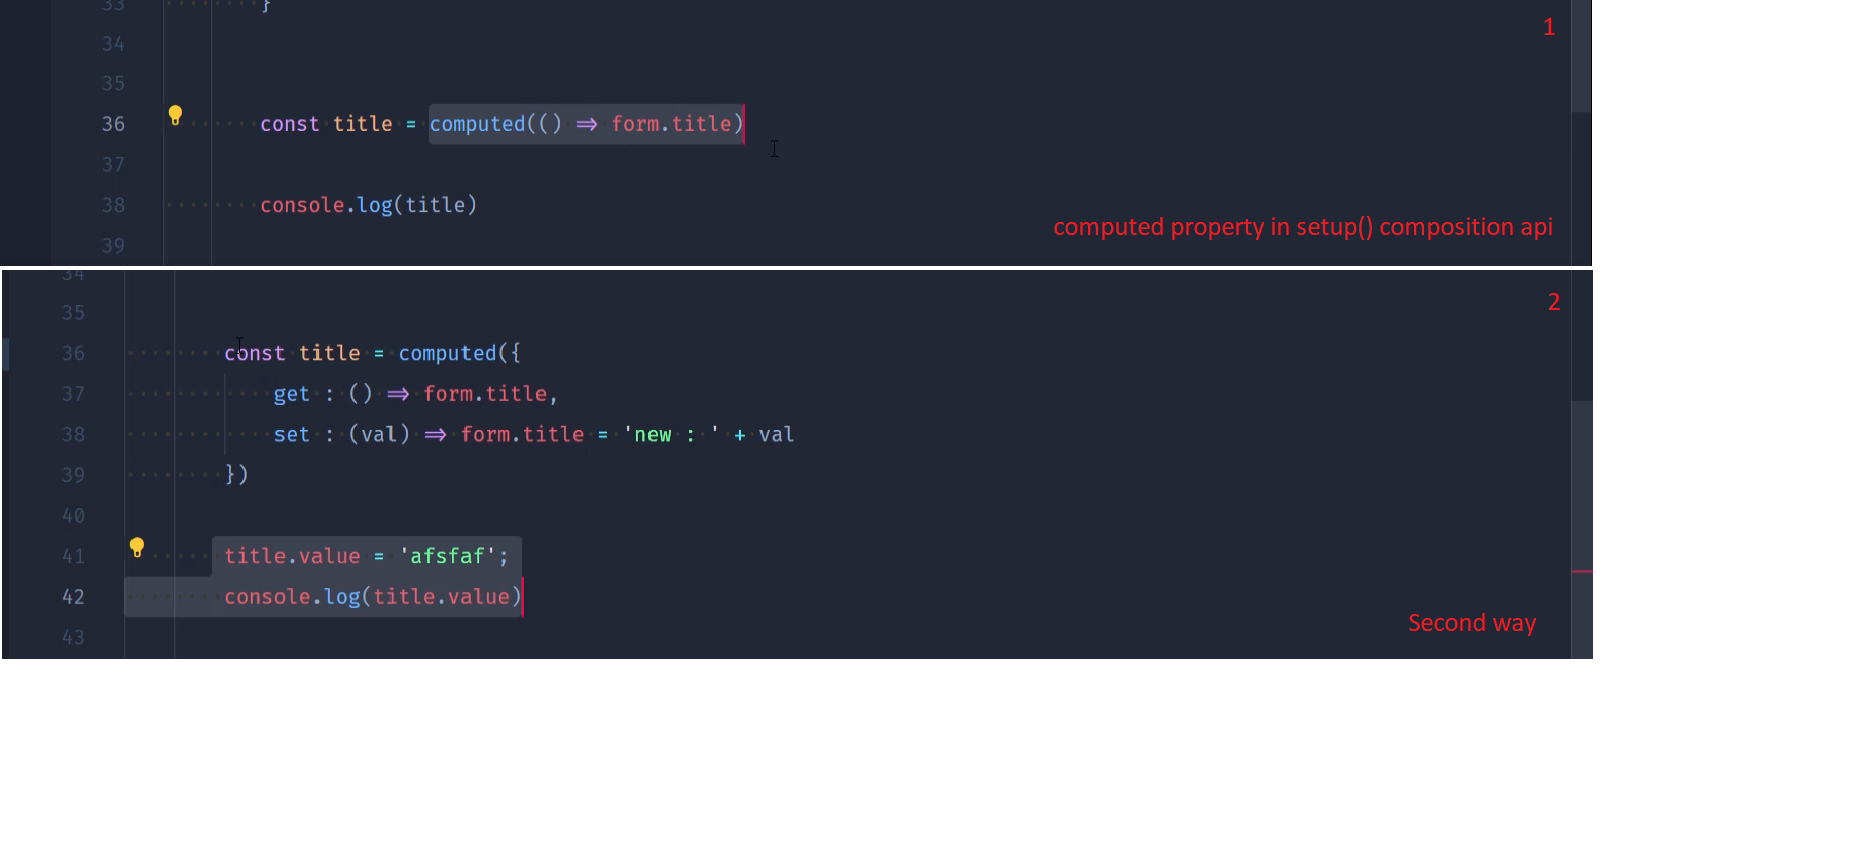 33 }
1
34
35
36 const title = computed(() => form.title)
37
38 console.log(title)
computed property in setup() composition api
39
34
2
35
36 const title = computed({
37 get : () => form.title,
38 set : (val) => form.title = 'new : ' + val
39 })
40
41 title.value = 'afsfaf';
42 console.log(title.value)
Second way
43